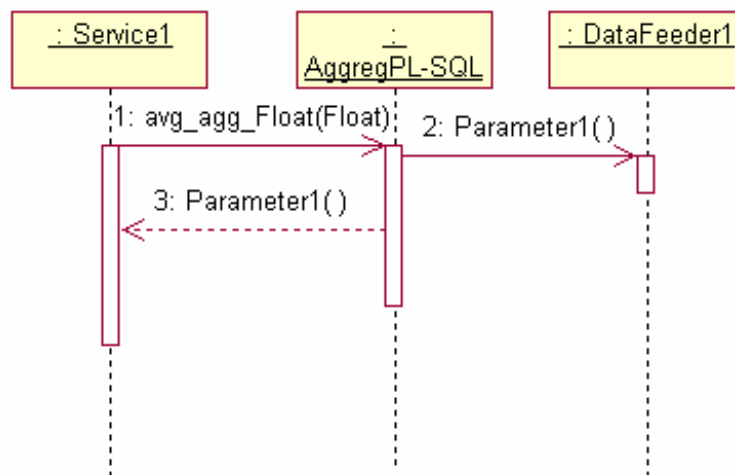 : Service1
:
AggregPL-SQL
: DataFeeder1
1: avg_agg_Float(Float)
2: Parameter1( )
3: Parameter1( )